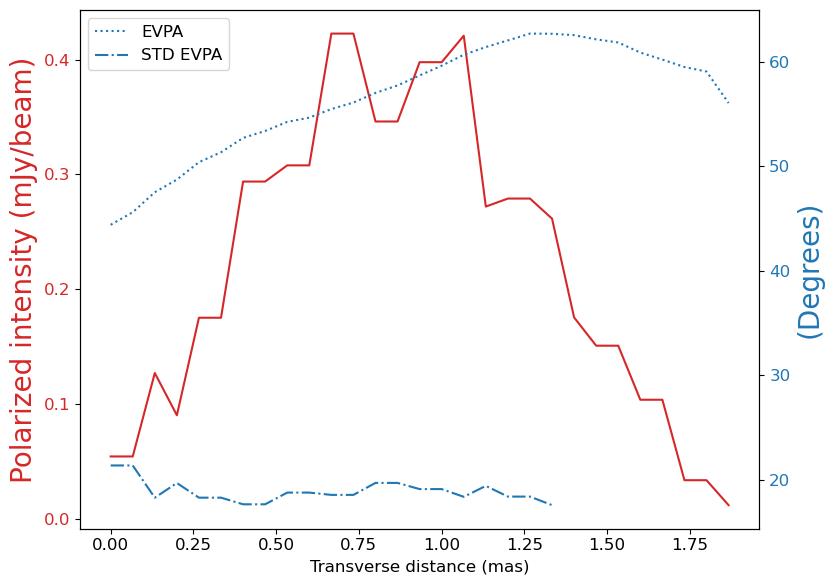 EVPA
STD EVPA
Polarized intensity (mJy/beam)
0.4
0.3
0.2
0.1
0.0
60
50
40
30
20
(Degrees)
0.00 0.25 0.50 0.75 1.00 1.25 1.50 1.75
Transverse distance (mas)